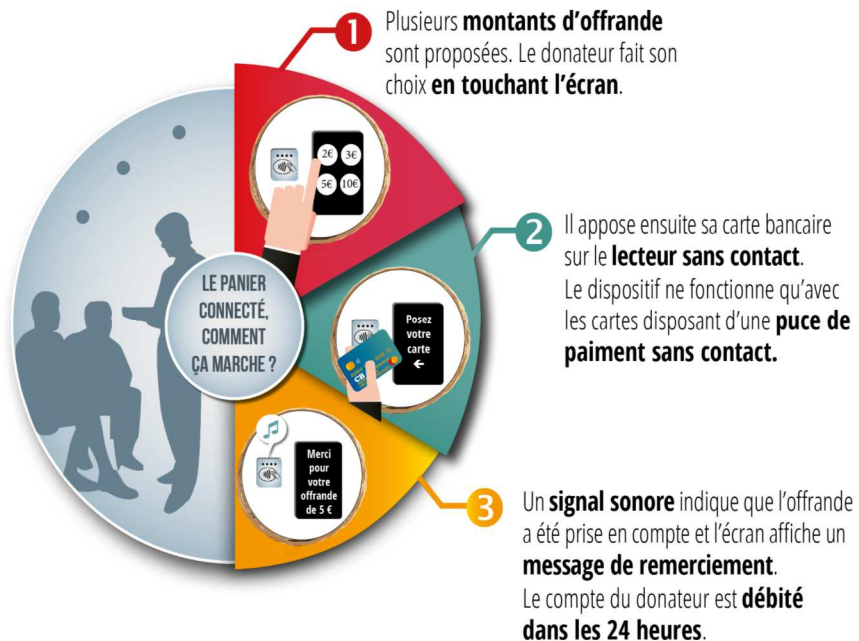 1
Plusieurs montants d'offrande
sont proposées. Le donateur fait son
choix en touchant l'écran.
2€ 3€
5€ 10€
2
Il appose ensuite sa carte bancaire
sur le lecteur sans contact.
Le dispositif ne fonctionne qu'avec
les cartes disposant d'une puce de
paiment sans contact.
LE PANIER
CONNECTÉ,
COMMENT
ÇA MARCHE ?
Posez
votre
carte
CB
3
Un signal sonore indique que l'offrande
a été prise en compte et l'écran affiche un
message de remerciement.
Le compte du donateur est débité
dans les 24 heures.
Merci
pour
votre
offrande
de 5 €